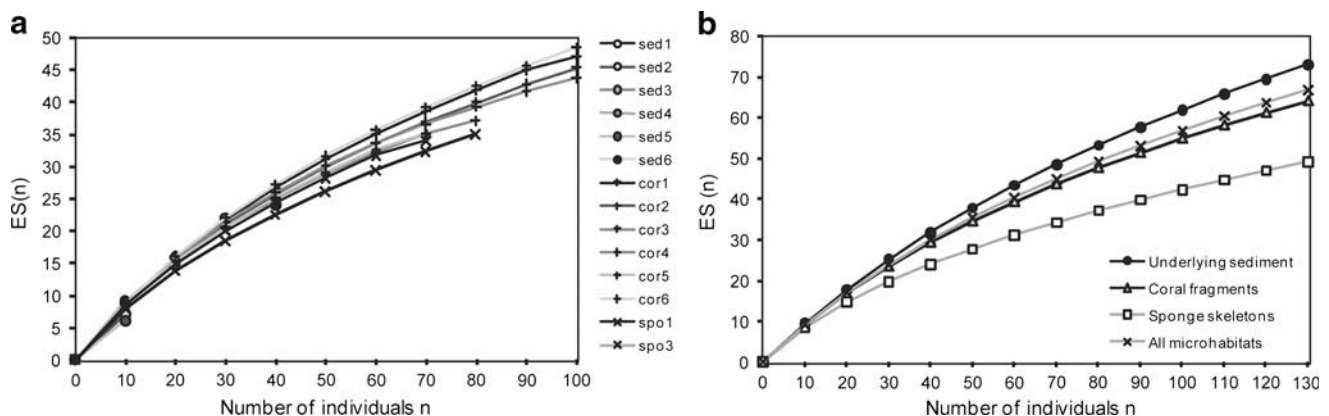 a
50
45
40
35
30
25
20
15
10
5
0
ES(n)
0 10 20 30 40 50 60 70 80 90 100
Number of individuals n
sed1
sed2
sed3
sed4
sed5
sed6
cor1
cor2
cor3
cor4
cor5
cor6
spo1
spo3
b
80
70
60
50
40
30
20
10
0
ES (n)
0 10 20 30 40 50 60 70 80 90 100 110 120 130
Number of individuals n
Underlying sediment
Coral fragments
Sponge skeletons
All microhabitats